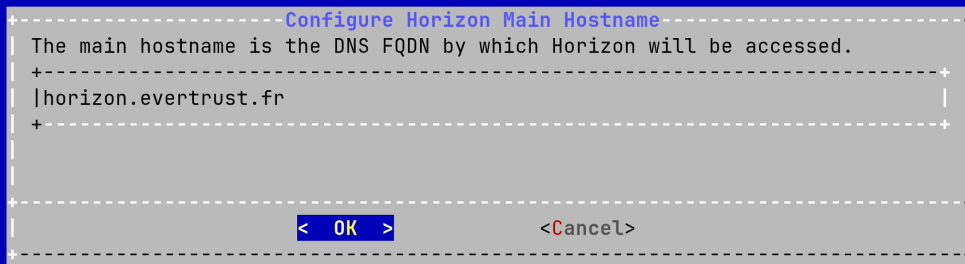 Configure Horizon Main Hostname
The main hostname is the DNS FQDN by which Horizon will be accessed.
horizon.evertrust.fr
< OK > <Cancel>